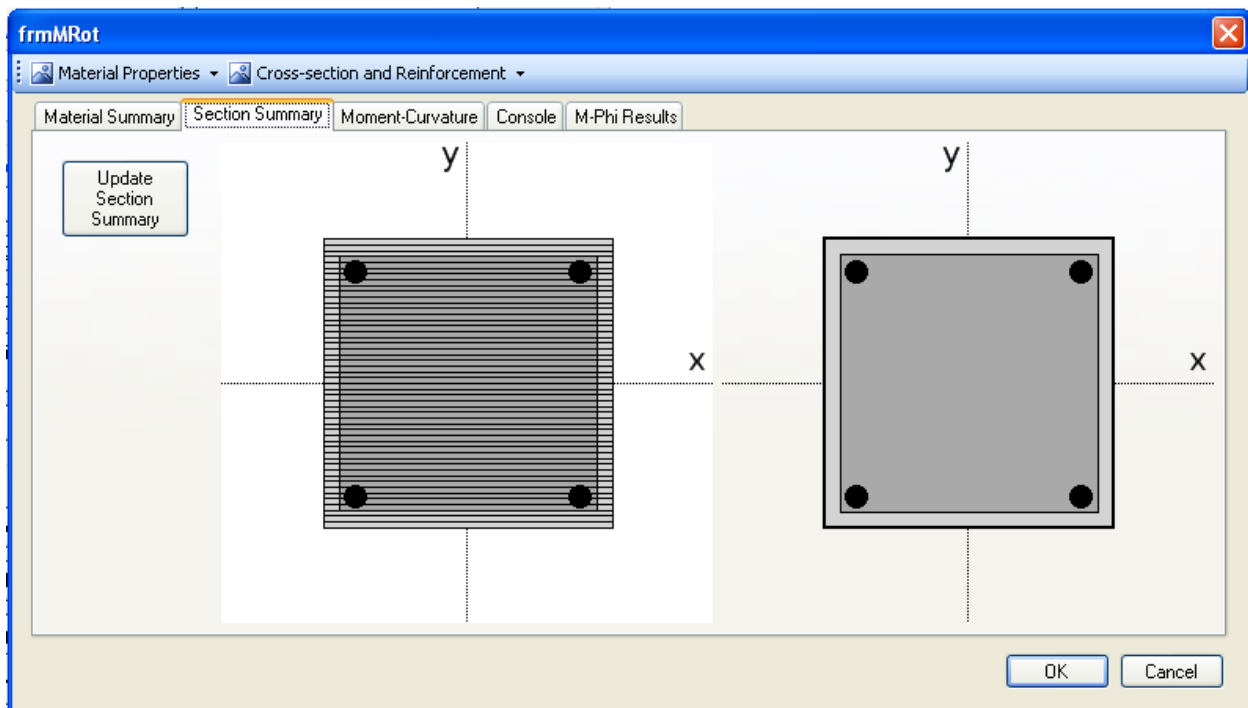 frmMRot
Material Properties Cross-section and Reinforcement
Material Summary Section Summary Moment-Curvature Console M-Phi Results
Update
Section
Summary
y
x
y
x
OK Cancel